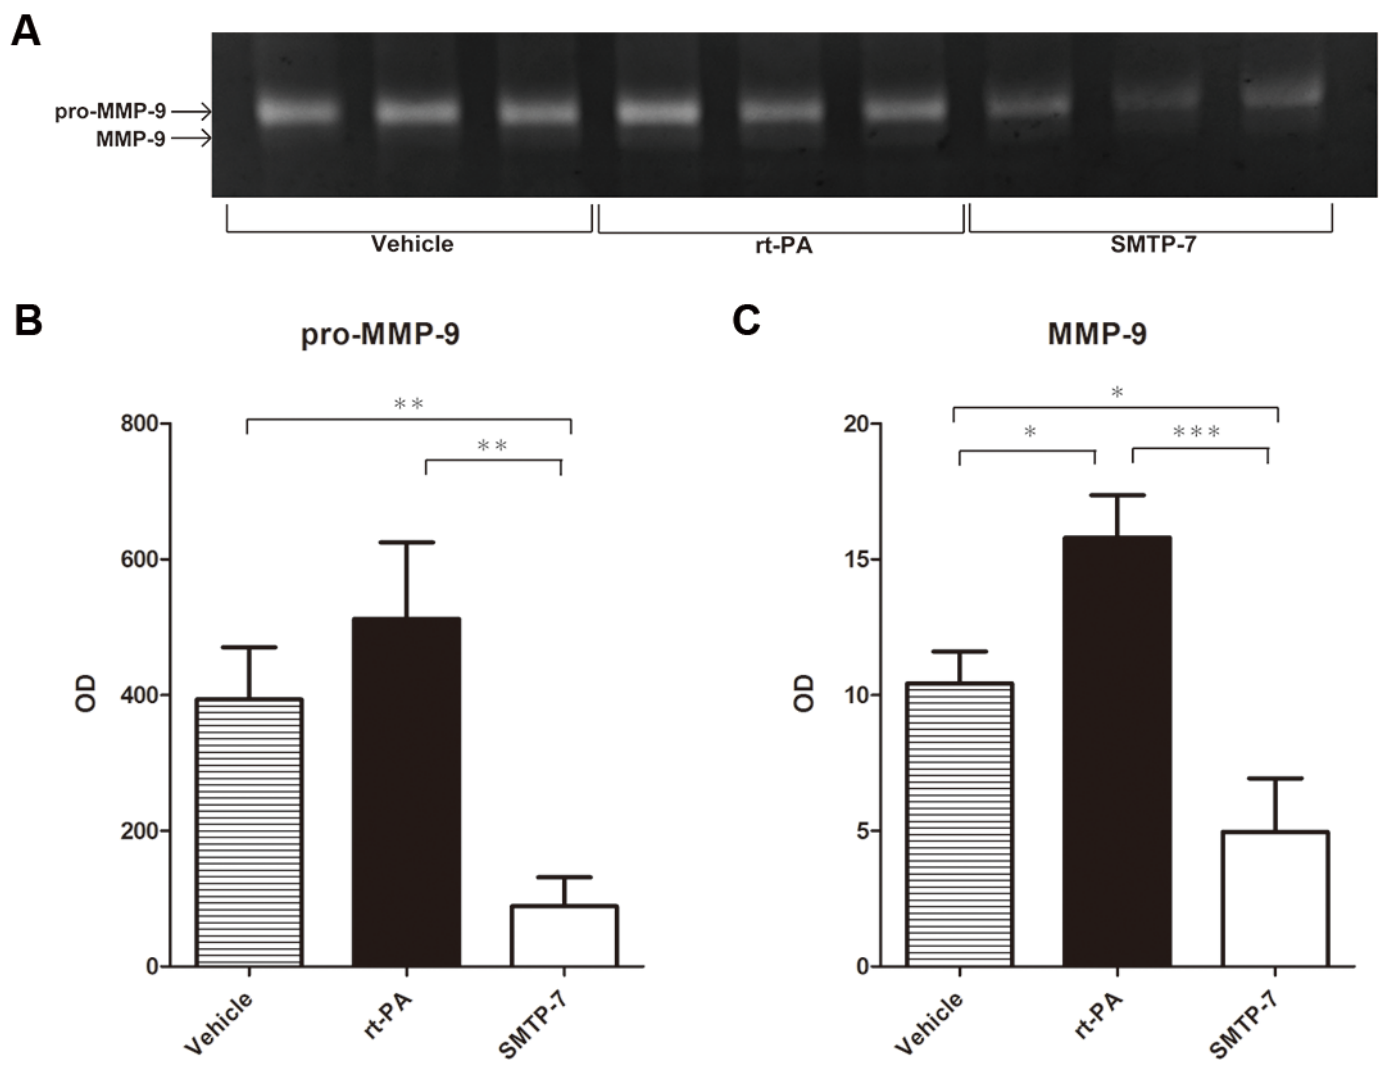 A
pro-MMP-9
MMP-9
Vehicle rt-PA SMTP-7
B
pro-MMP-9
**
**
800
600
400
200
0
OD
Vehicle rt-PA SMTP-7
C
MMP-9
*
* ***
20
15
10
5
0
OD
Vehicle rt-PA SMTP-7